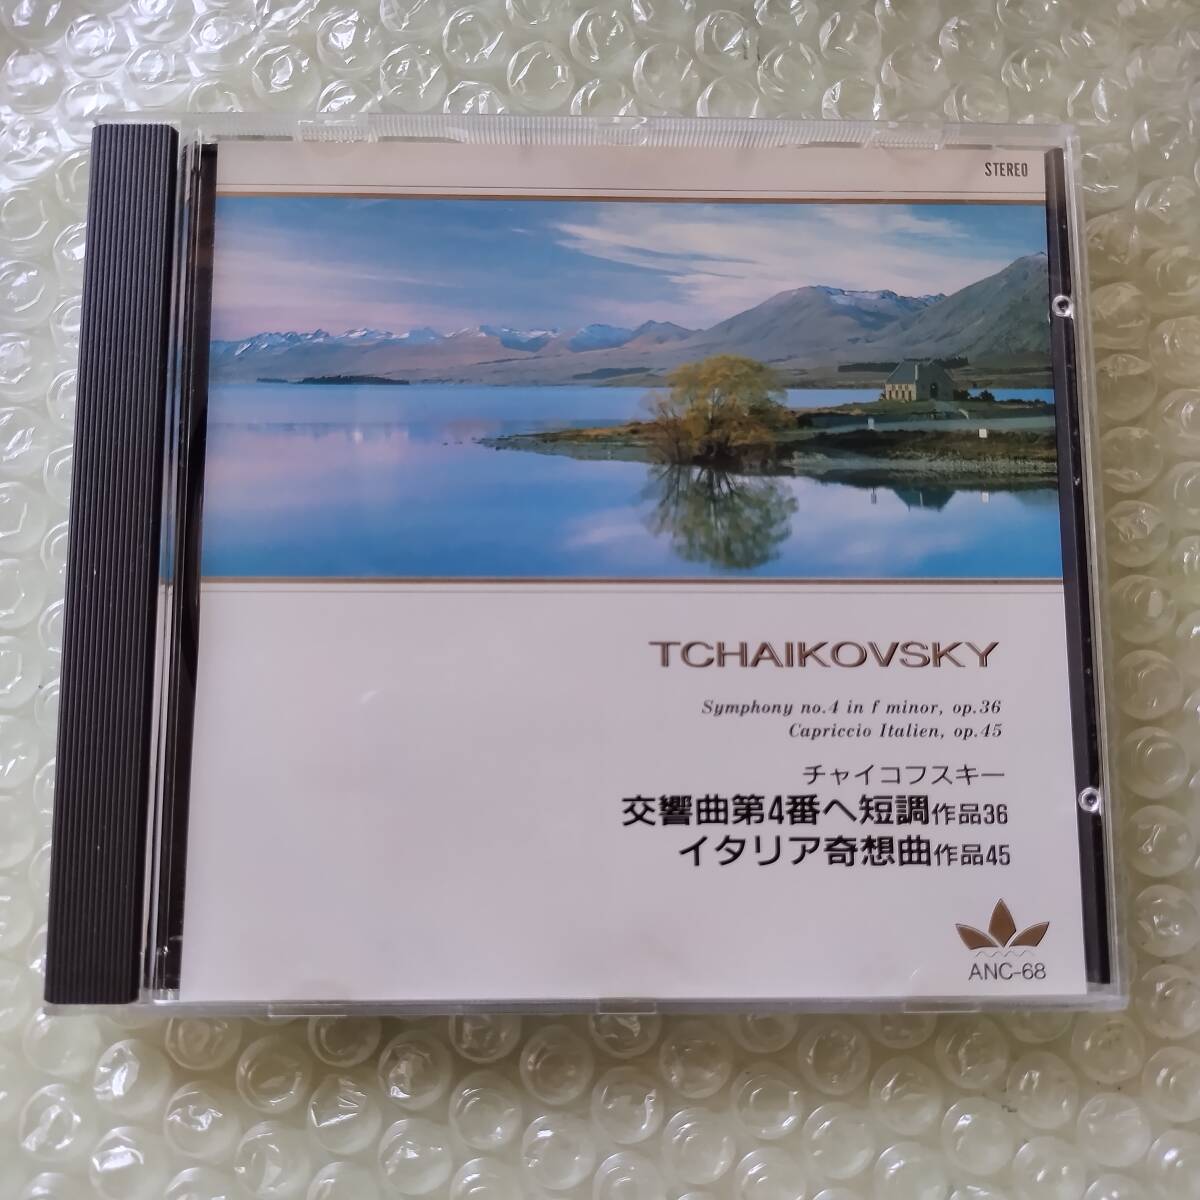 STEREO
TCHAIKOVSKY
Symphony no.4 in f minor, op.36
Capriccio Italien, op.45
チャイコフスキー
交響曲第4番ヘ短調作品36
イタリア奇想曲作品45
ANC-68